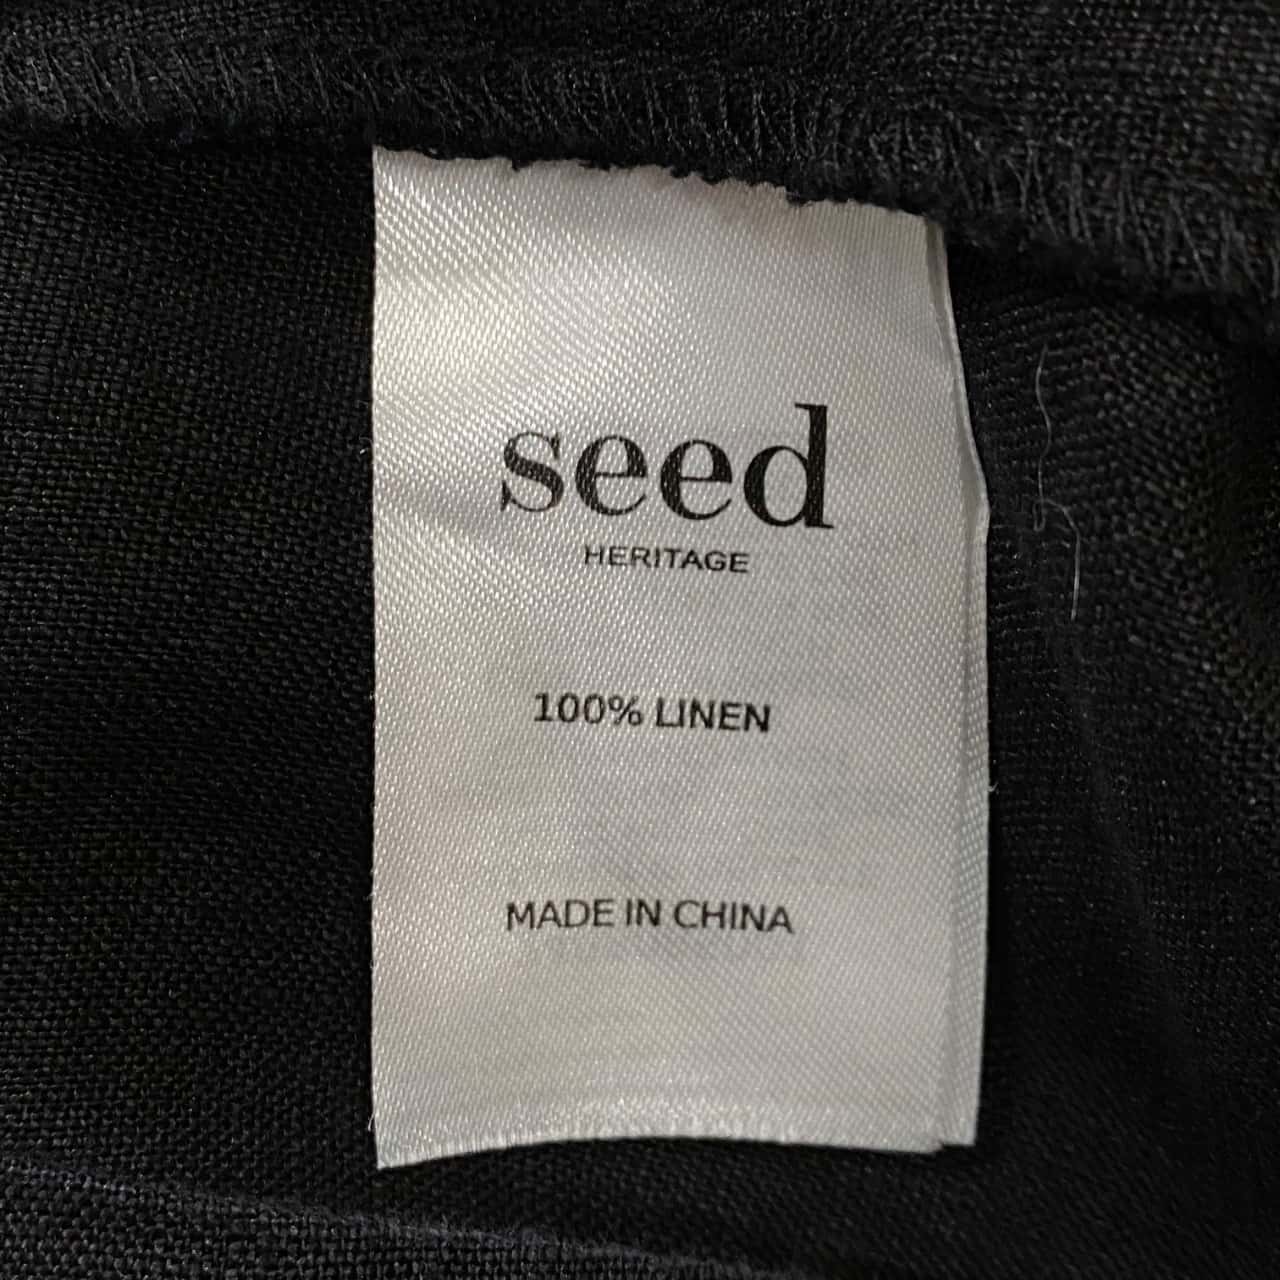 seed
HERITAGE
100% LINEN
MADE IN CHINA